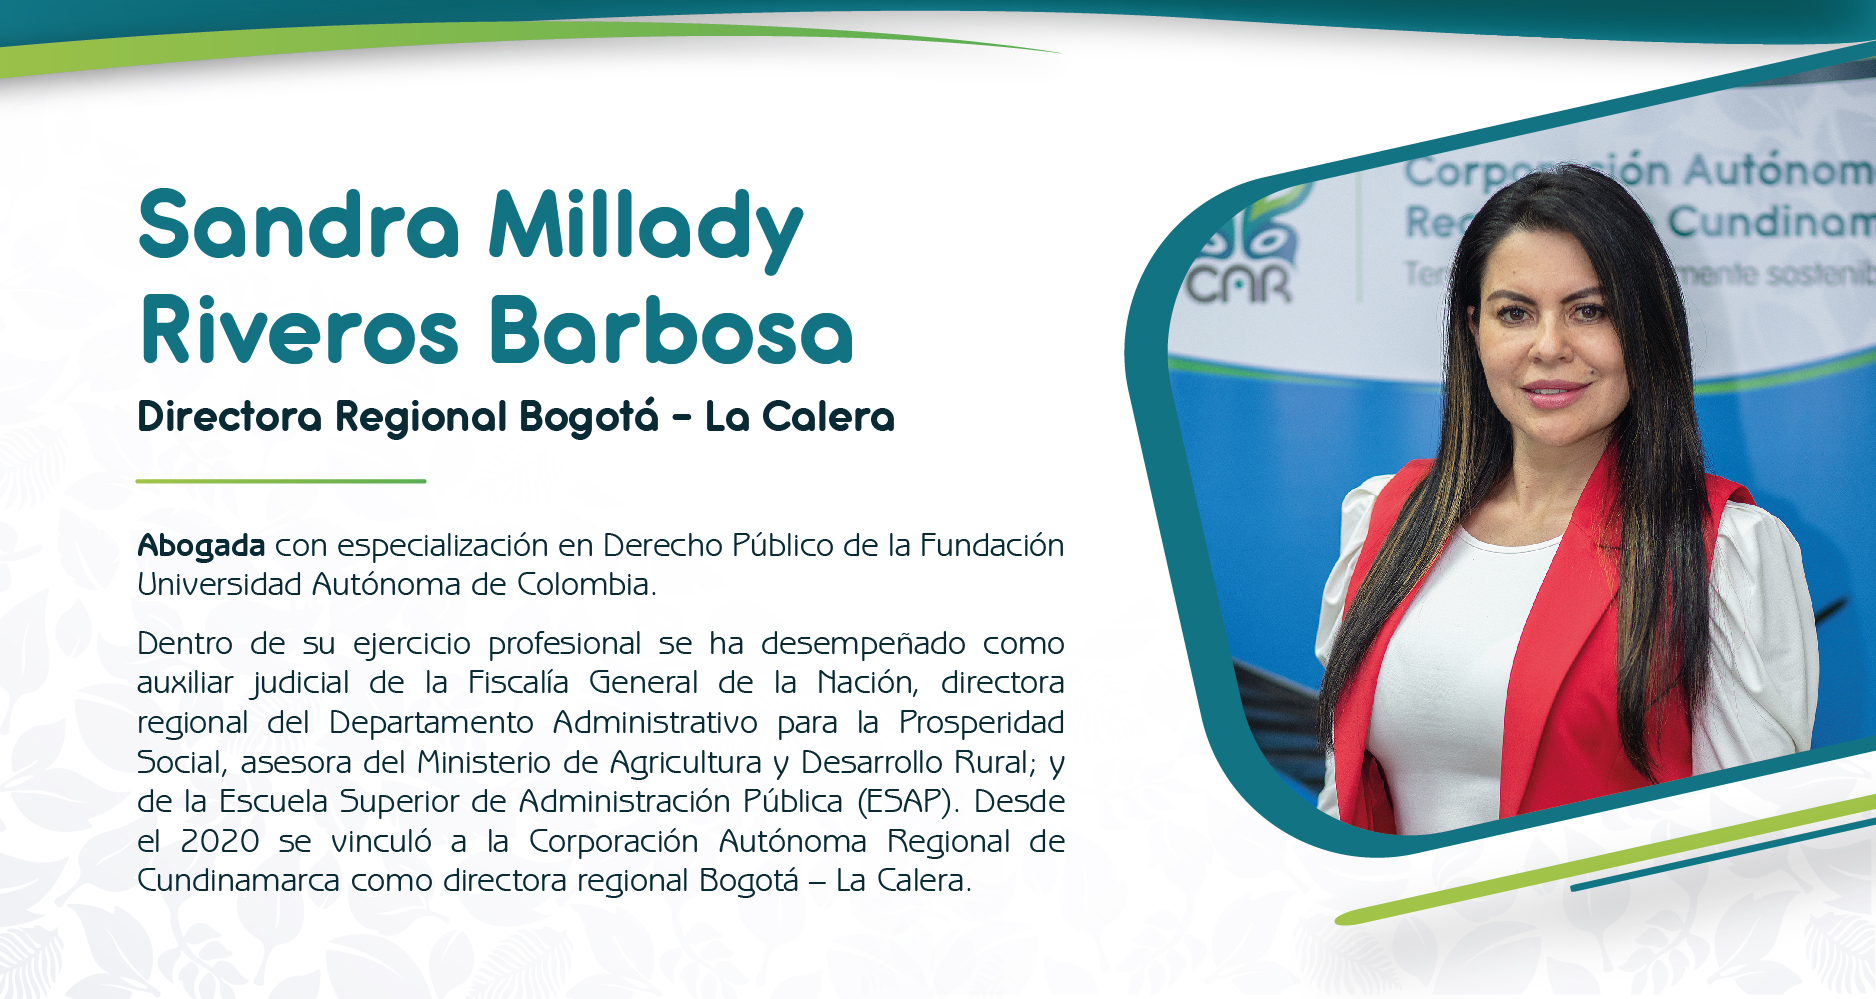 Sandra Millady
Riveros Barbosa
Directora Regional Bogotá – La Calera
Abogada con especialización en Derecho Público de la Fundación
Universidad Autónoma de Colombia.
Dentro de su ejercicio profesional se ha desempeñado como
auxiliar judicial de la Fiscalía General de la Nación, directora
regional del Departamento Administrativo para la Prosperidad
Social, asesora del Ministerio de Agricultura y Desarrollo Rural; y
de la Escuela Superior de Administración Pública (ESAP). Desde
el 2020 se vinculó a la Corporación Autónoma Regional de
Cundinamarca como directora regional Bogotá – La Calera.
CAR
Autónom
Cundinam
sostenib